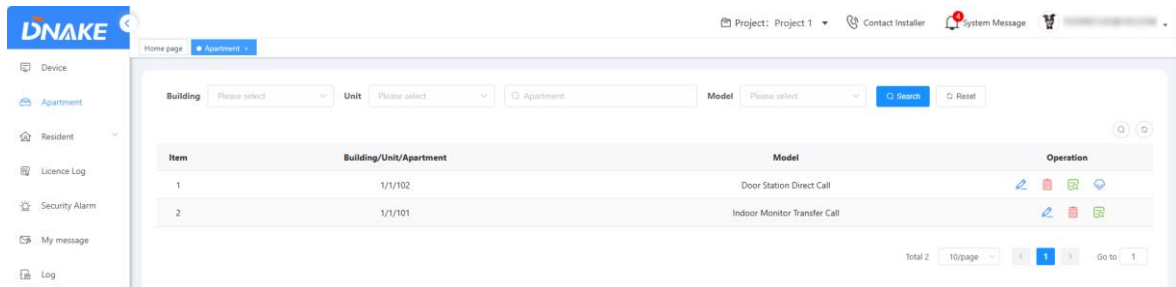 DNAKE
Project: Project 1 Contact Installer 4 System Message
Home page Apartment ×
Device
Apartment
Resident
Licence Log
Security Alarm
My message
Log
Building Please select Unit Please select Apartment Model Please select Search Reset
Item Building/Unit/Apartment Model Operation
1 1/1/102 Door Station Direct Call
2 1/1/101 Indoor Monitor Transfer Call
Total 2 10/page < 1 > Go to 1